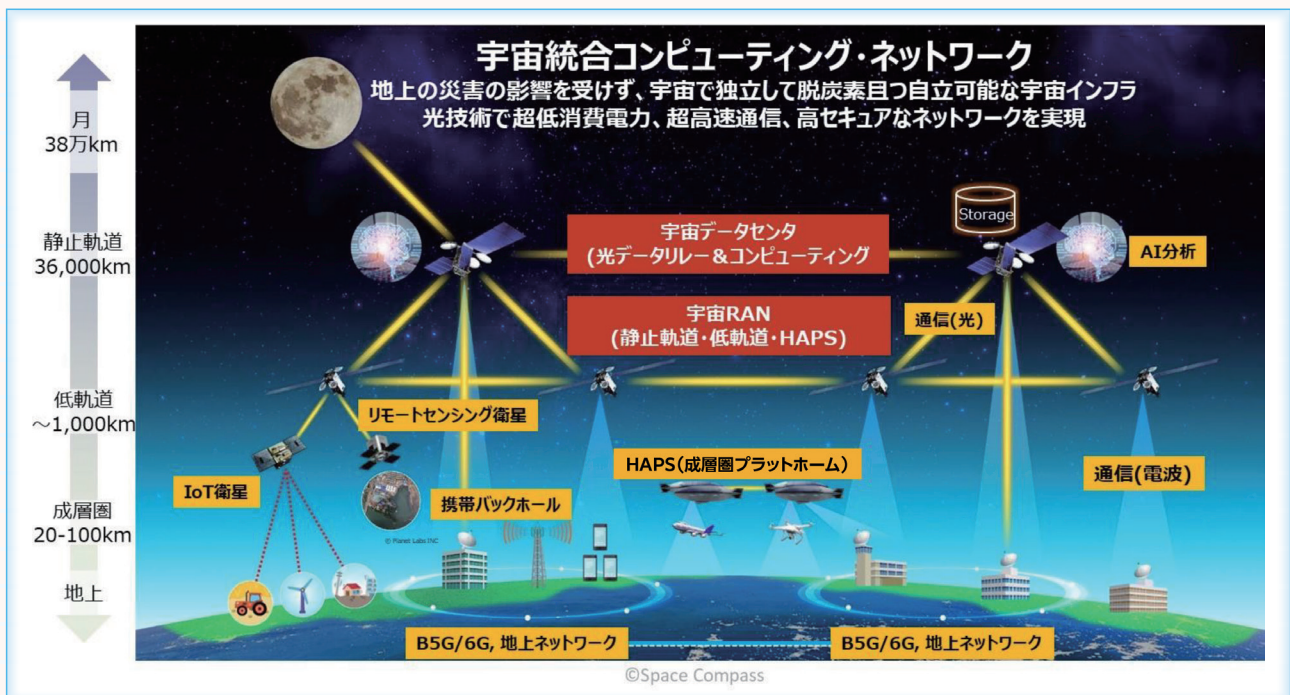 宇宙統合コンピューティング・ネットワーク
地上の災害の影響を受けず、宇宙で独立して脱炭素且つ自立可能な宇宙インフラ
光技術で超低消費電力、超高速通信、高セキュアなネットワークを実現
月
38万km
静止軌道
36,000km
低軌道
～1,000km
成層圏
20-100km
地上
宇宙データセンタ
(光データリレー＆コンピューティング
Storage
AI分析
宇宙RAN
(静止軌道・低軌道・HAPS)
通信(光)
リモートセンシング衛星
IoT衛星
© Planet Labs INC
携帯バックホール
HAPS（成層圏プラットホーム）
通信(電波)
B5G/6G, 地上ネットワーク
B5G/6G, 地上ネットワーク
©Space Compass